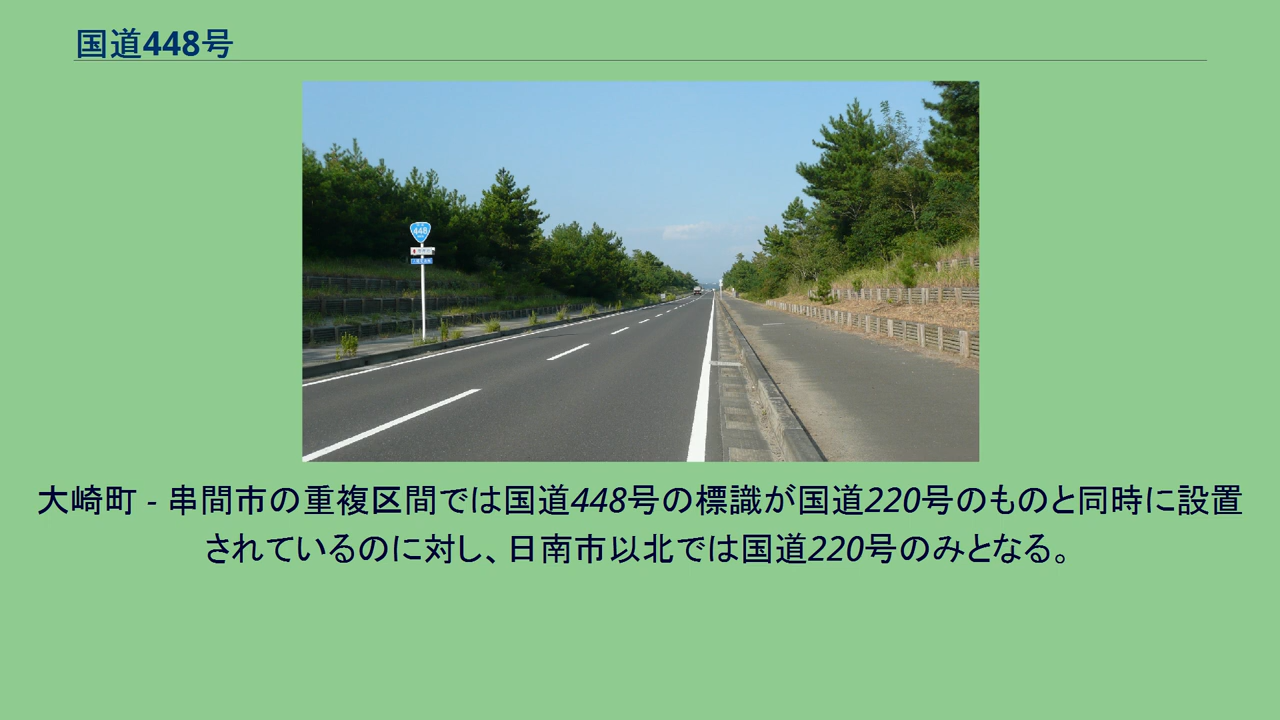 国道448号
448
大崎町 - 串間市の重複区間では国道448号の標識が国道220号のものと同時に設置
されているのに対し、日南市以北では国道220号のみとなる。